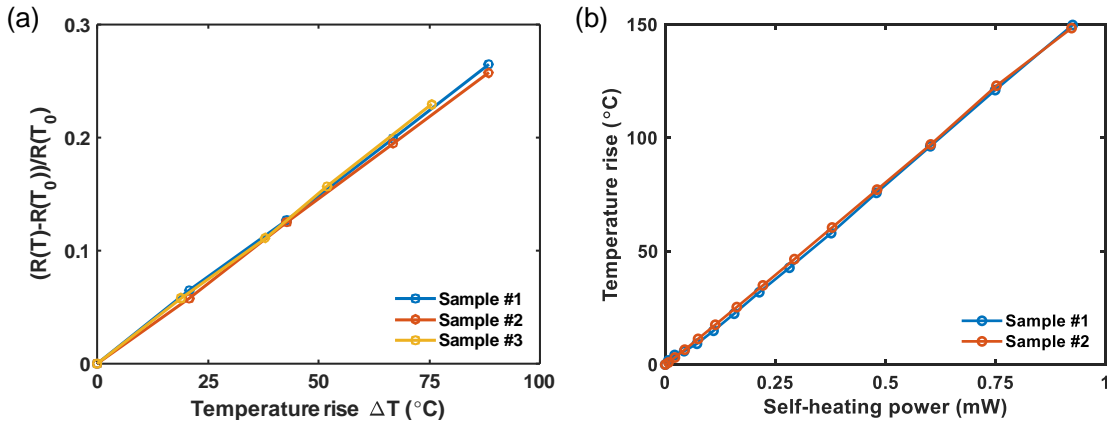 (a)
(R(T)-R(T0))/R(T0)
0.3
0.2
0.1
0
0
25
50
75
100
Temperature rise ΔT (°C)
Sample #1
Sample #2
Sample #3
(b)
Temperature rise (°C)
150
100
50
0
0
0.25
0.5
0.75
1
Self-heating power (mW)
Sample #1
Sample #2